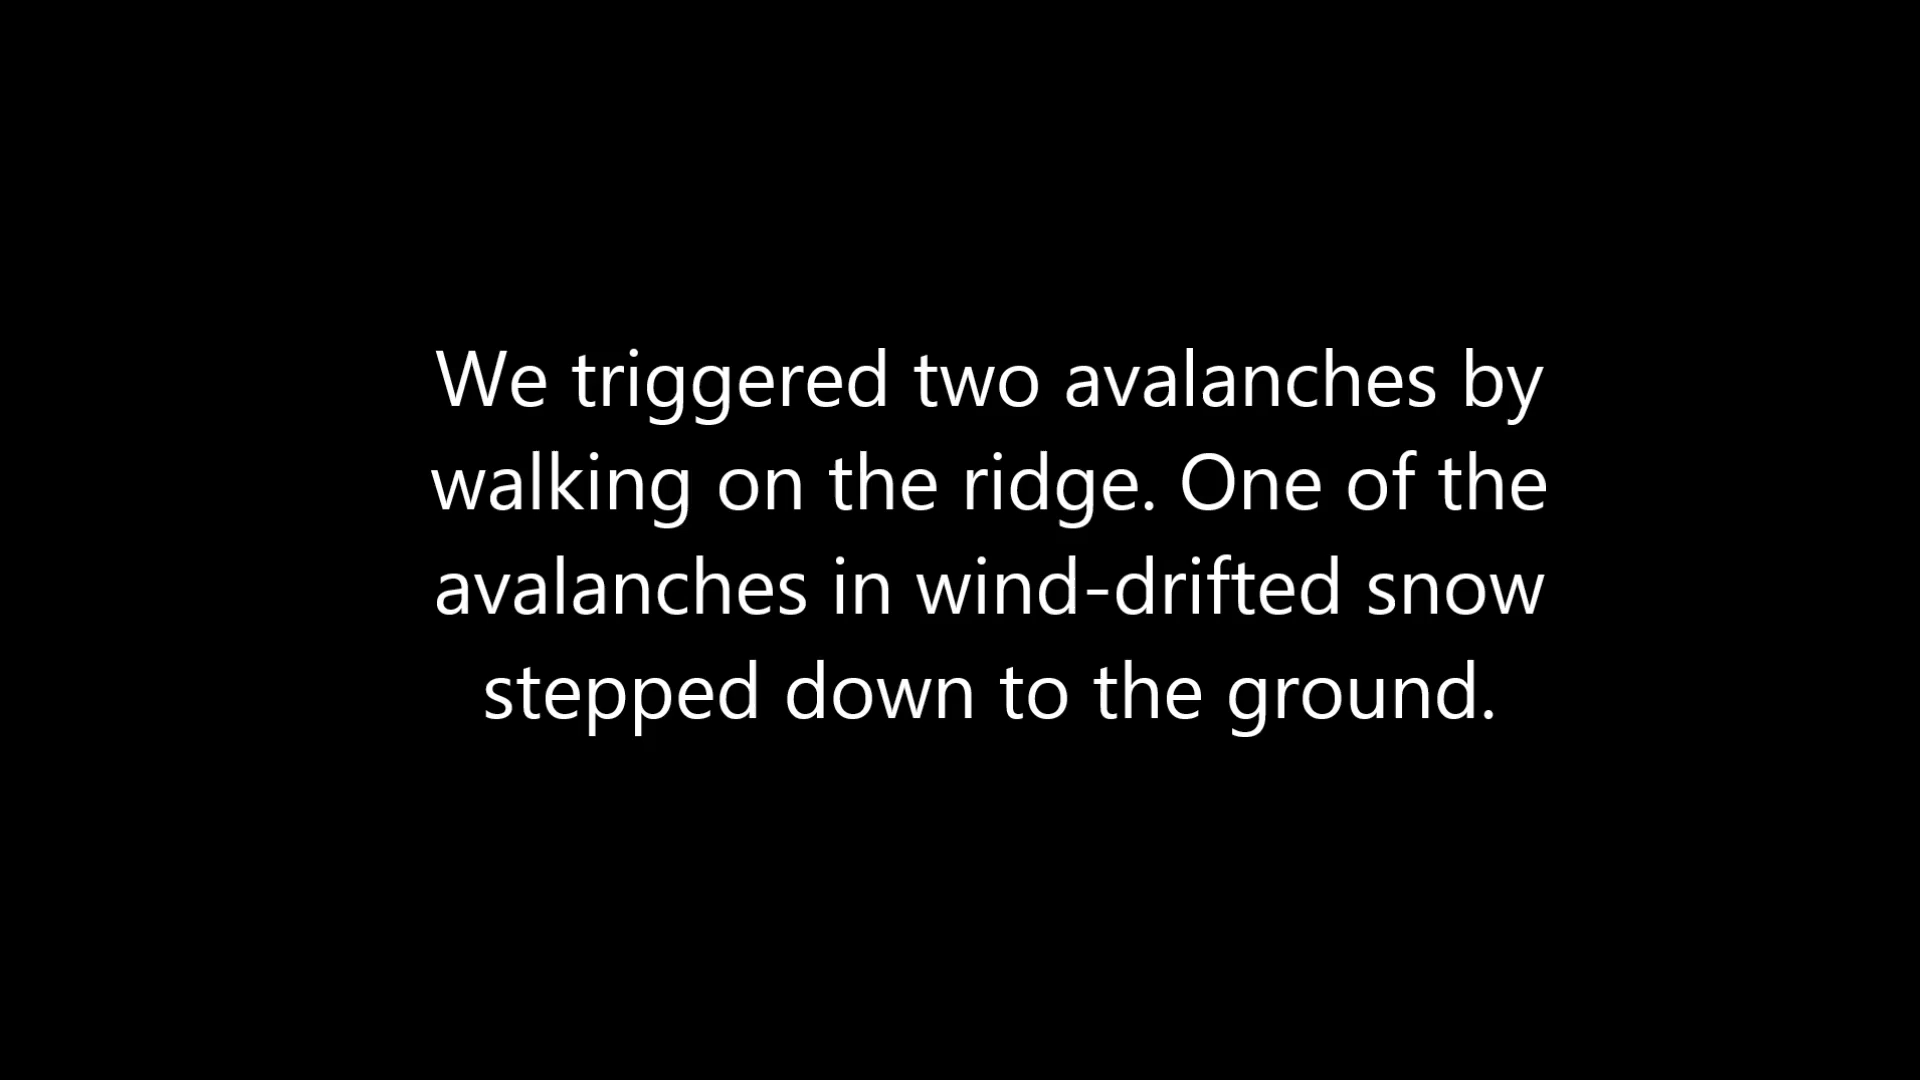 We triggered two avalanches by
walking on the ridge. One of the
avalanches in wind-drifted snow
stepped down to the ground.